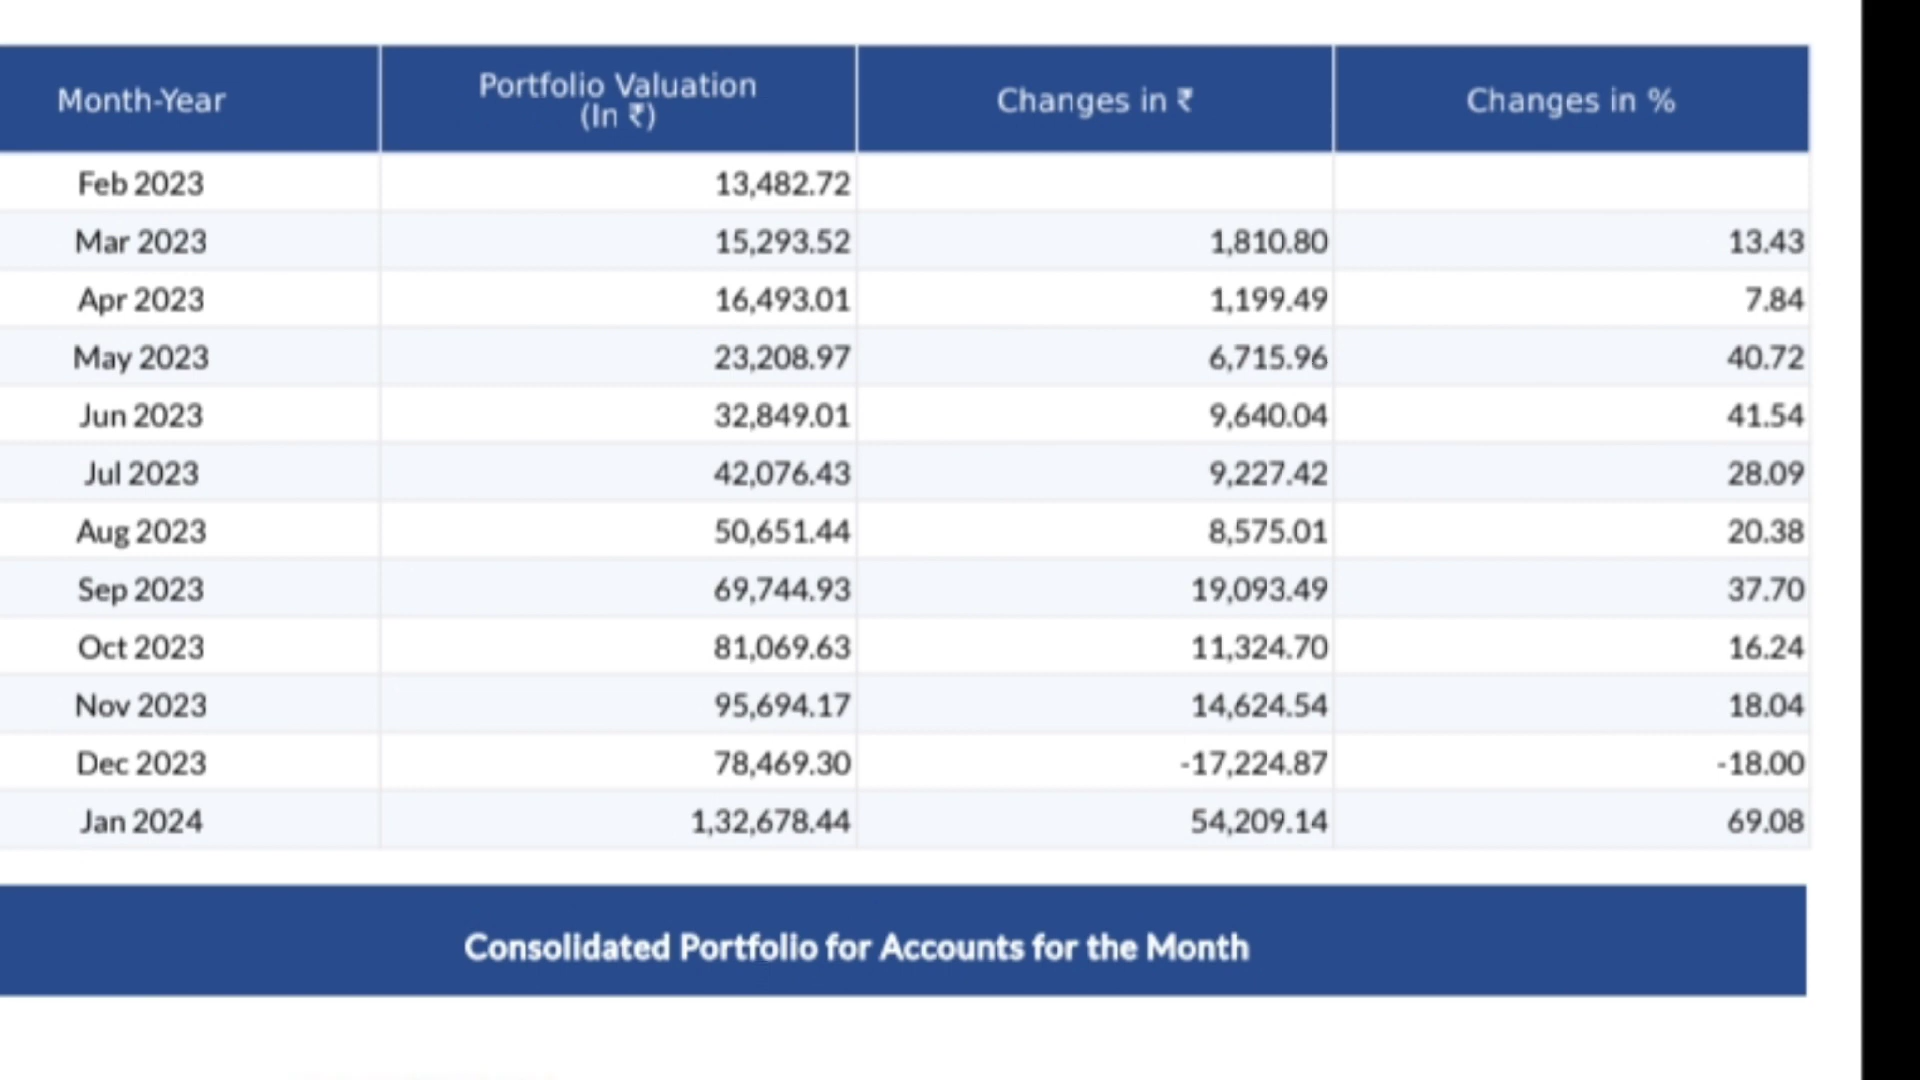 Month-Year Portfolio Valuation (In ₹) Changes in ₹ Changes in %
Feb 2023 13,482.72
Mar 2023 15,293.52 1,810.80 13.43
Apr 2023 16,493.01 1,199.49 7.84
May 2023 23,208.97 6,715.96 40.72
Jun 2023 32,849.01 9,640.04 41.54
Jul 2023 42,076.43 9,227.42 28.09
Aug 2023 50,651.44 8,575.01 20.38
Sep 2023 69,744.93 19,093.49 37.70
Oct 2023 81,069.63 11,324.70 16.24
Nov 2023 95,694.17 14,624.54 18.04
Dec 2023 78,469.30 -17,224.87 -18.00
Jan 2024 1,32,678.44 54,209.14 69.08
Consolidated Portfolio for Accounts for the Month